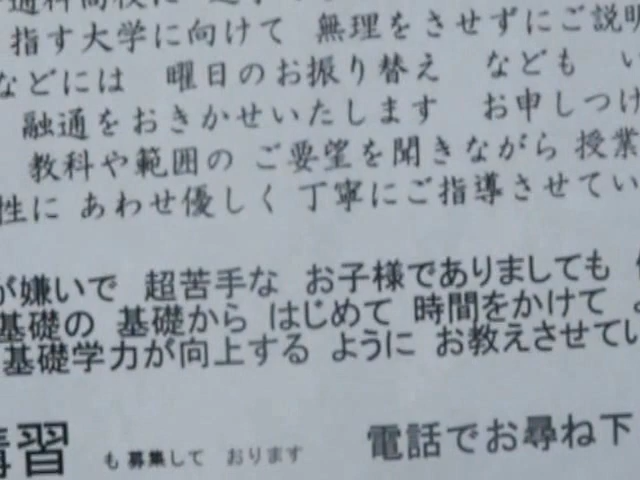 通科高校に
指す大学に向けて 無理をさせずにご説明
などには 曜日のお振り替え なども い
融通をおきかせいたします お申しつけ
教科や範囲の ご要望を聞きながら 授業
性に あわせ優しく 丁寧にご指導させてい
が嫌いで 超苦手な お子様でありましても
基礎の 基礎から はじめて 時間をかけて
基礎学力が向上する ように お教えさせてい
講習 も募集して おります 電話でお尋ね下